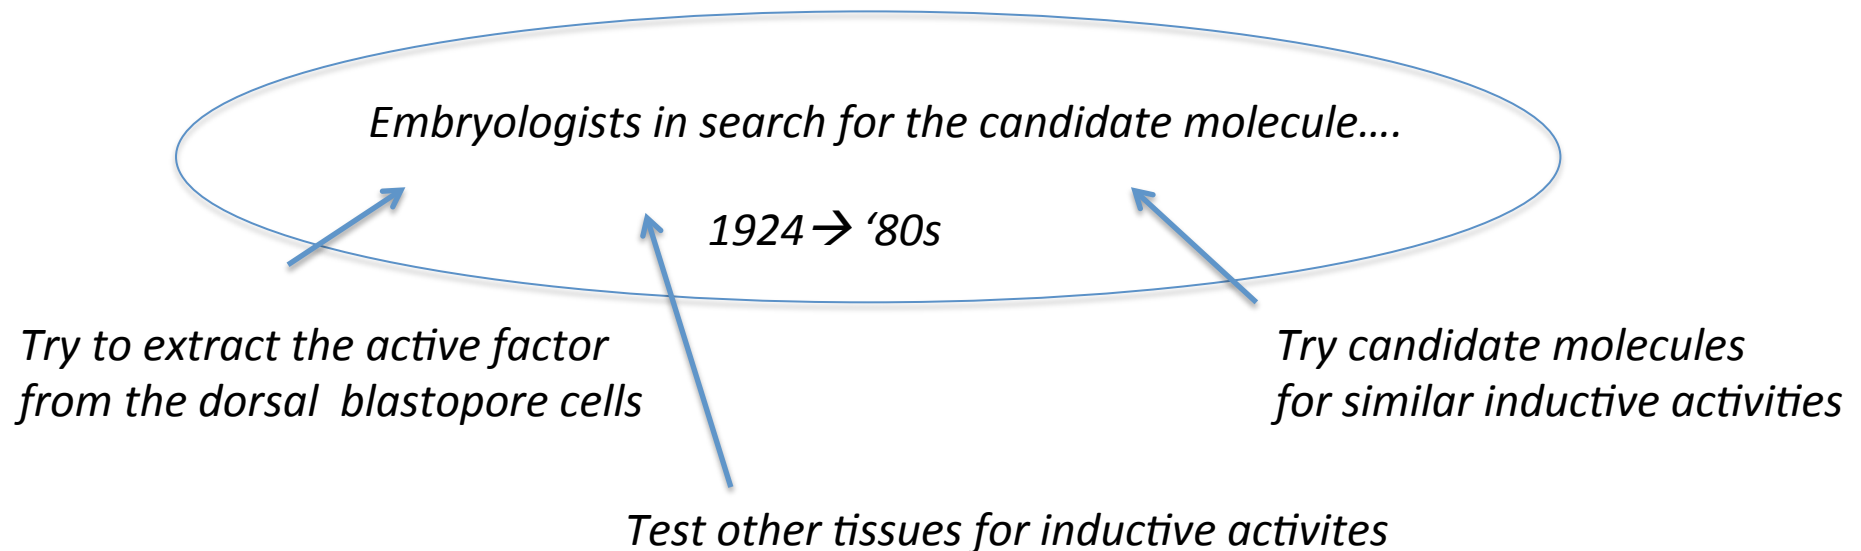 Embryologists in search for the candidate molecule....
1924→ ‘80s
Try to extract the active factor
from the dorsal  blastopore cells
Try candidate molecules
for similar inductive activities
Test other tissues for inductive activites